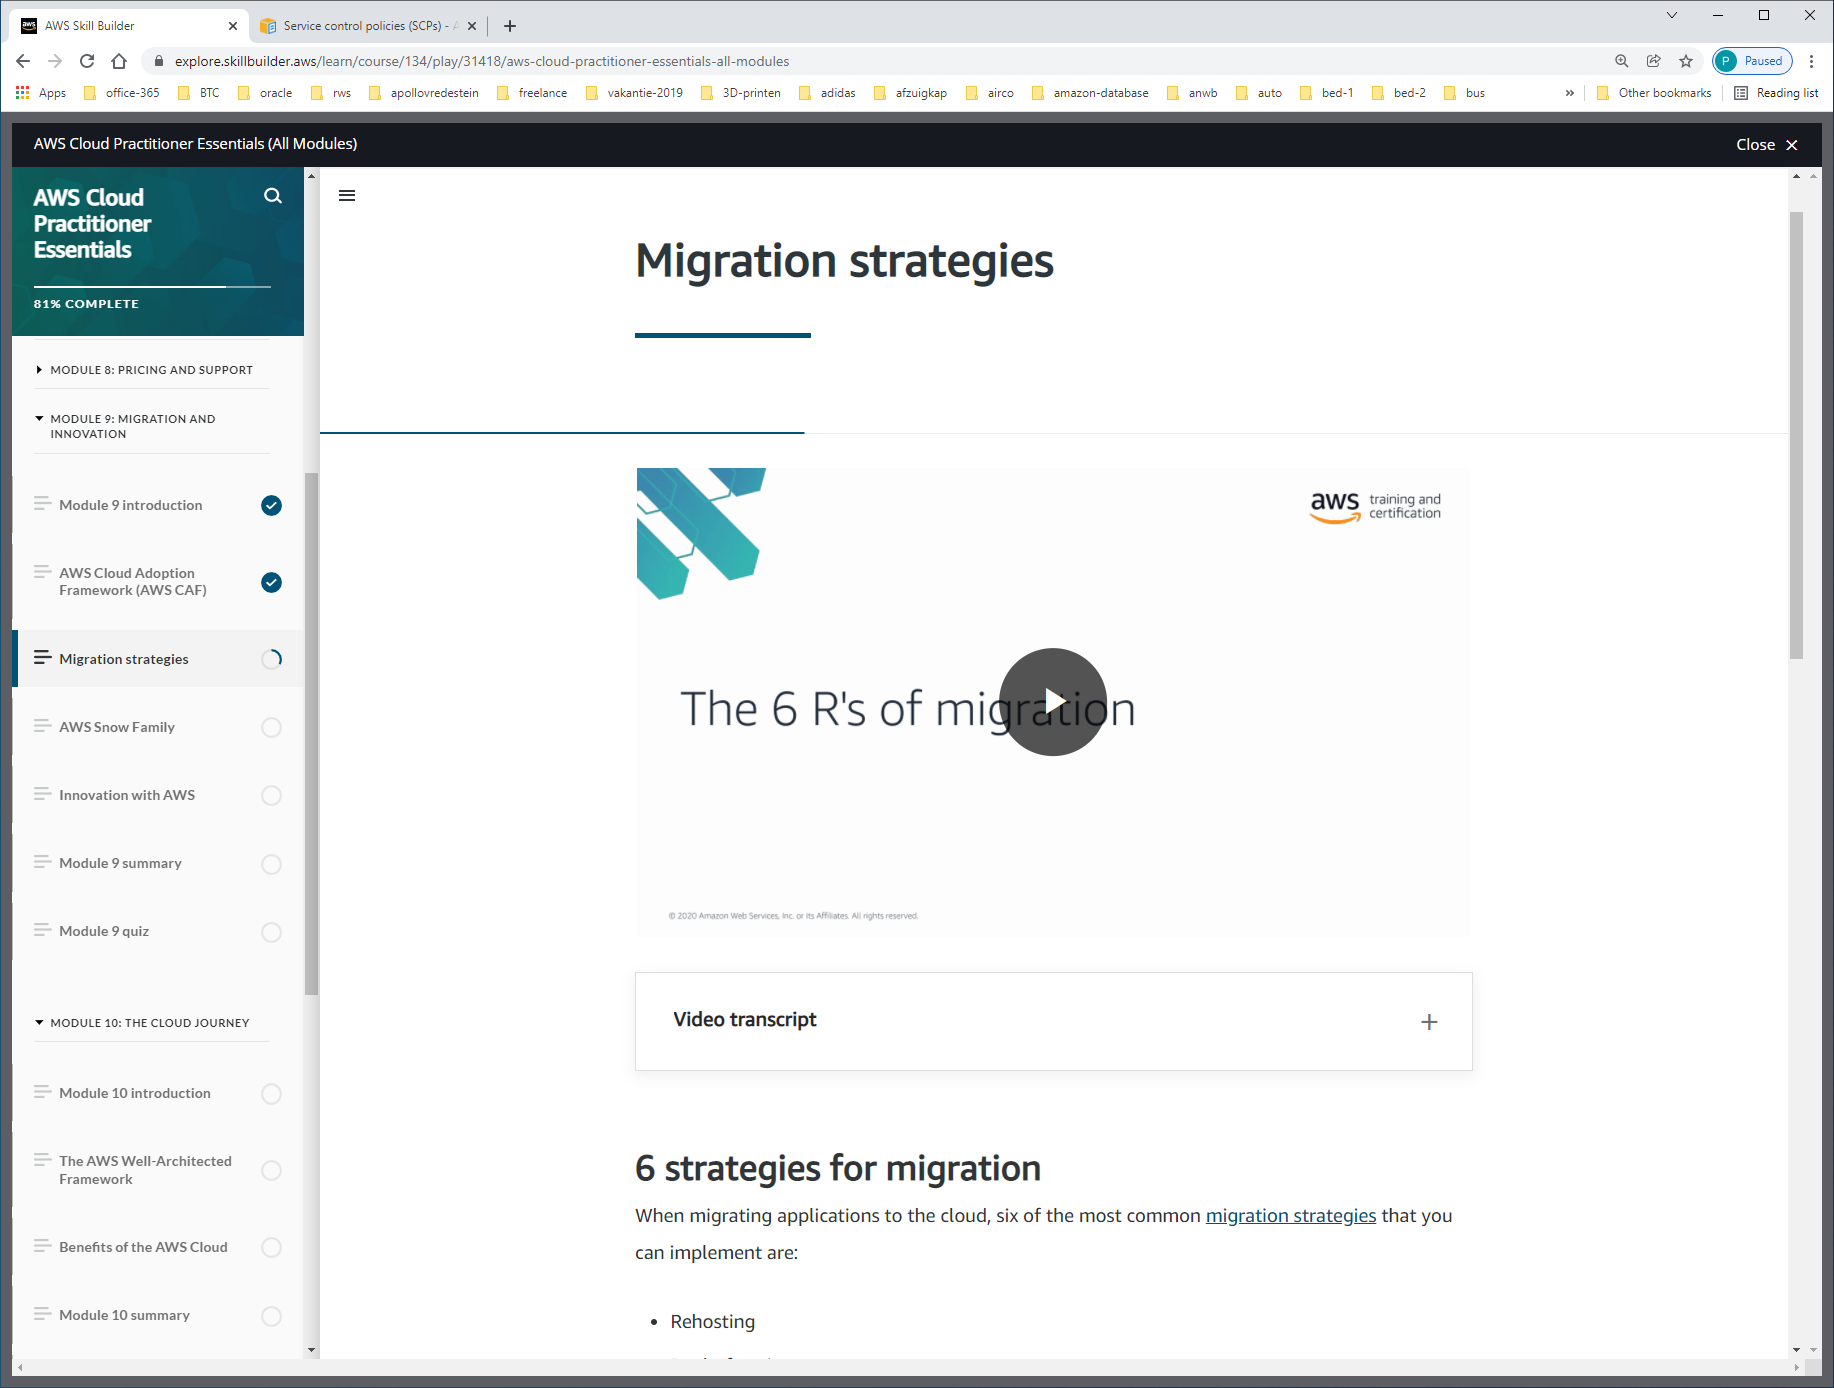 AWS Skill Builder
Service control policies (SCPs) -
explore.skillbuilder.aws/learn/course/134/play/31418/aws-cloud-practitioner-essentials-all-modules
P Paused
Apps office-365 BTC oracle rws apollovredestein freelance vakantie-2019 3D-printen adidas afzuigkap airco amazon-database anwb auto bed-1 bed-2 bus » Other bookmarks Reading list
AWS Cloud Practitioner Essentials (All Modules)
Close
AWS Cloud
Practitioner
Essentials
81% COMPLETE
MODULE 8: PRICING AND SUPPORT
MODULE 9: MIGRATION AND
INNOVATION
Module 9 introduction
AWS Cloud Adoption
Framework (AWS CAF)
Migration strategies
AWS Snow Family
Innovation with AWS
Module 9 summary
Module 9 quiz
MODULE 10: THE CLOUD JOURNEY
Module 10 introduction
The AWS Well-Architected
Framework
Benefits of the AWS Cloud
Module 10 summary
Migration strategies
aws training and
certification
The 6 R's of migration
© 2020 Amazon Web Services, Inc. or its Affiliates. All rights reserved.
Video transcript
6 strategies for migration
When migrating applications to the cloud, six of the most common migration strategies that you
can implement are:
• Rehosting